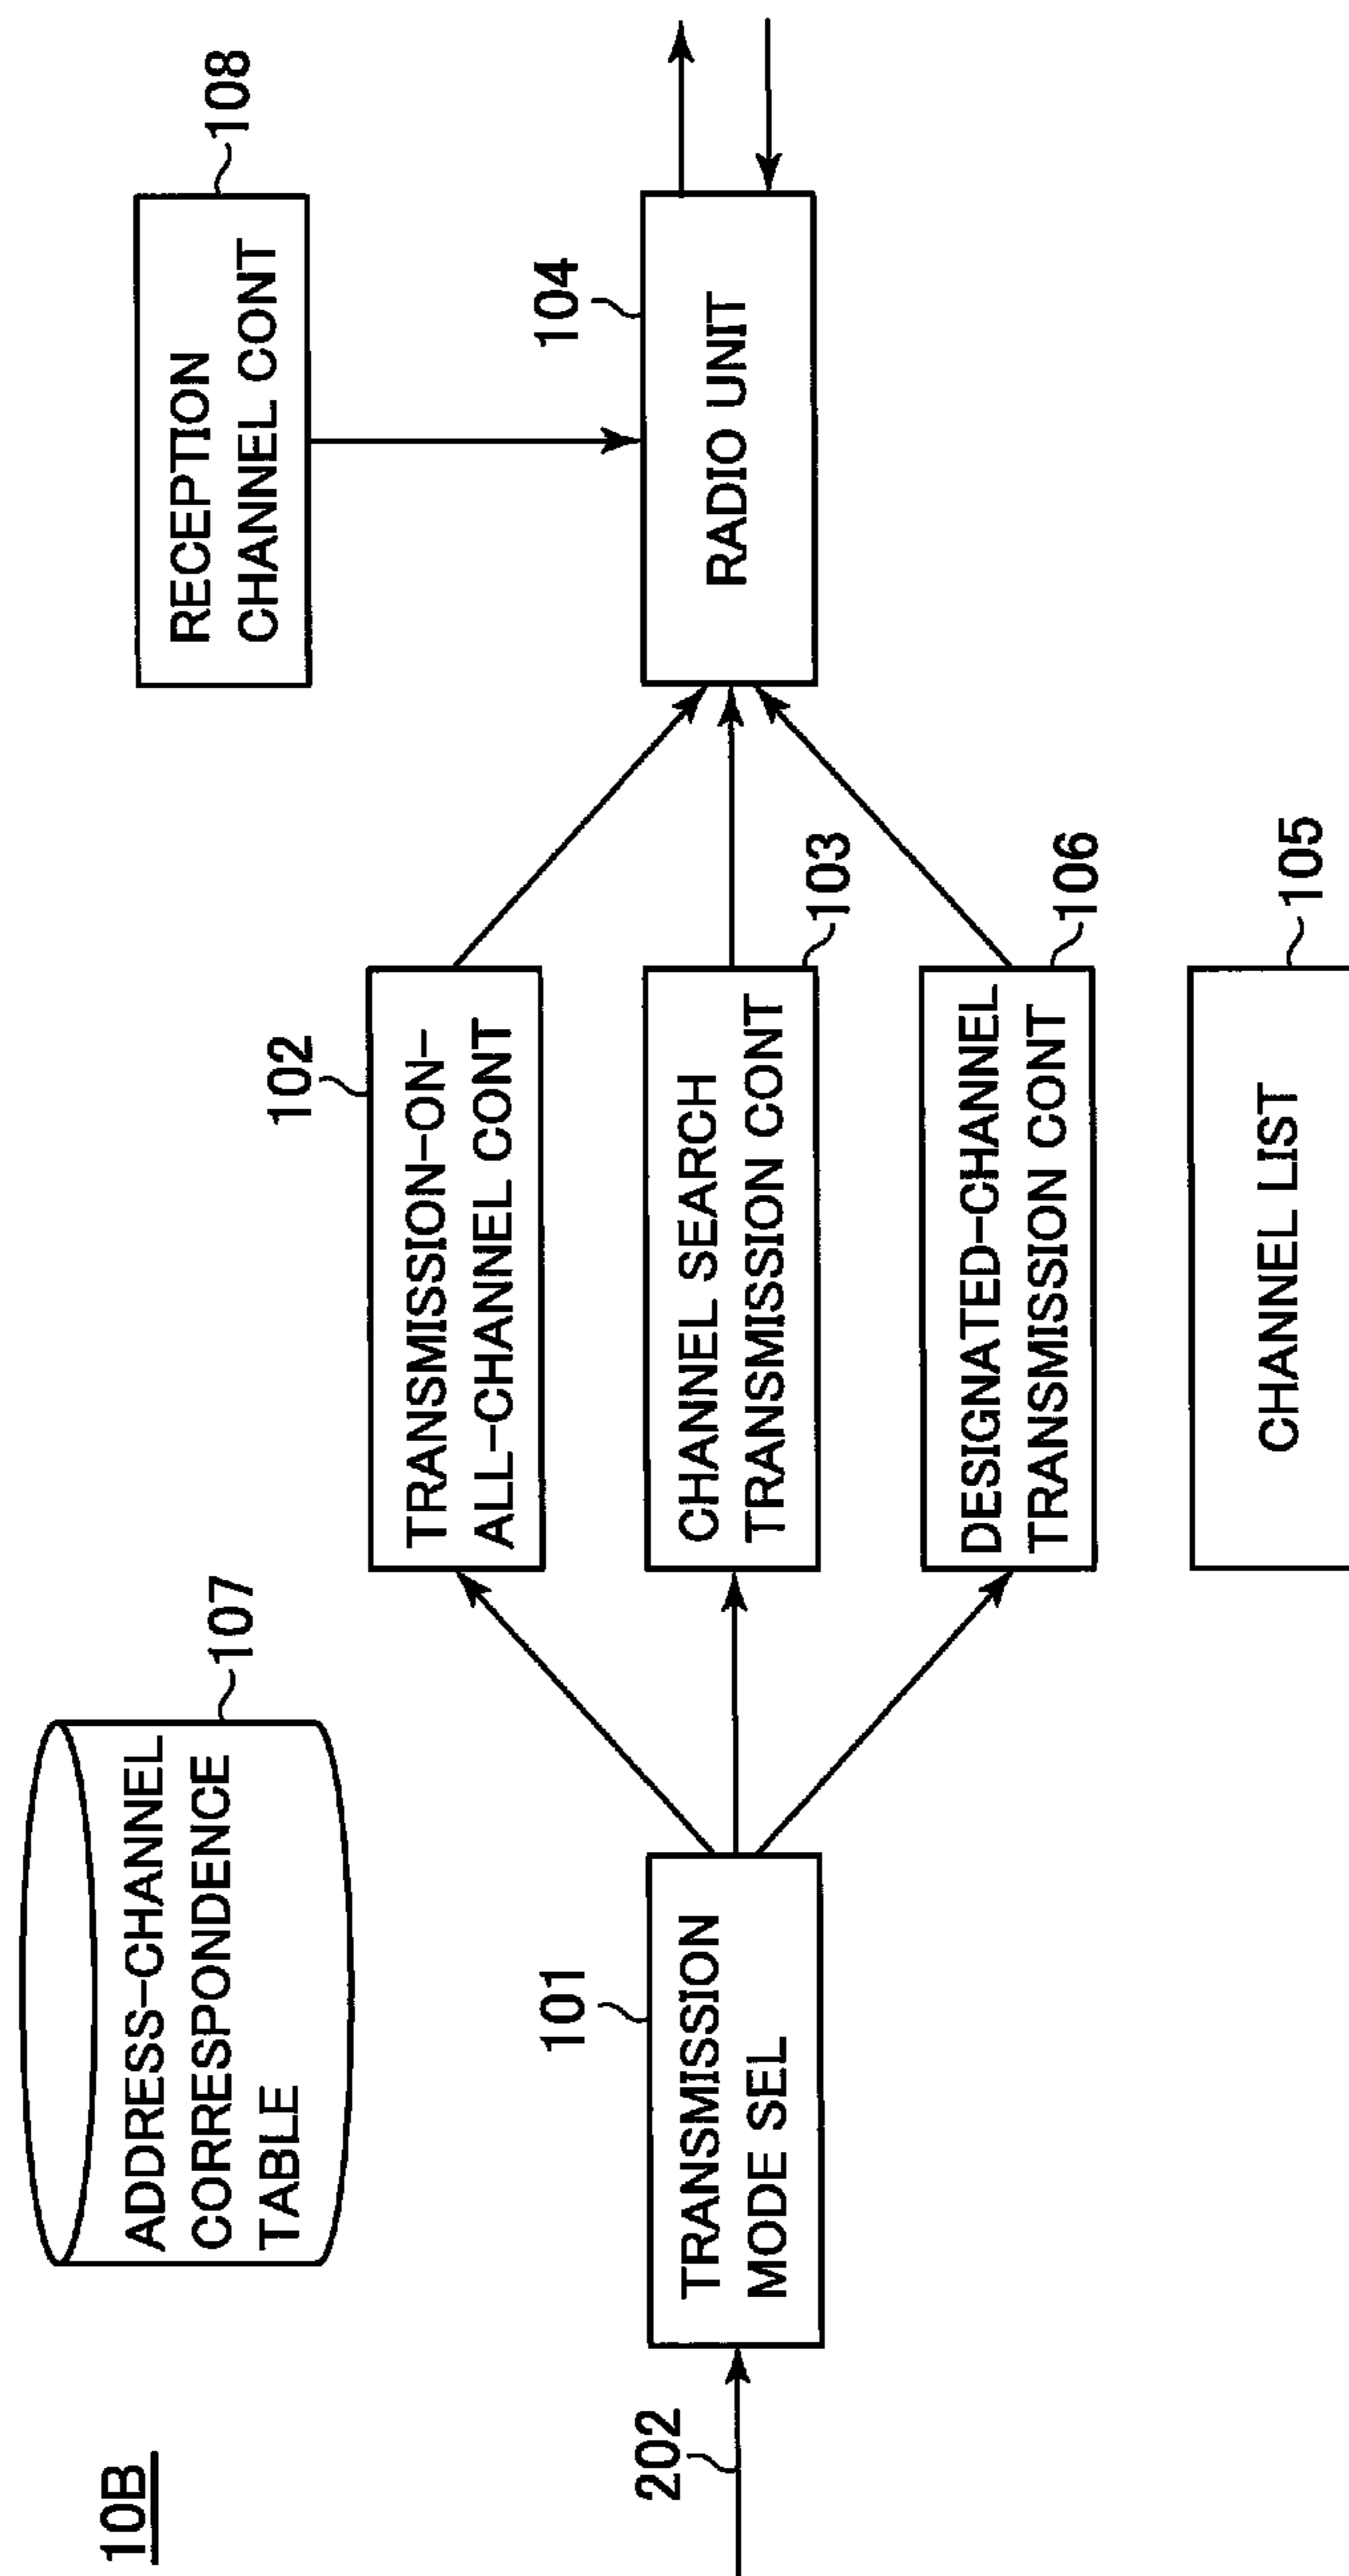 10B
ADDRESS-CHANNEL
CORRESPONDENCE
TABLE
107
RECEPTION
CHANNEL CONT
108
202
TRANSMISSION
MODE SEL
101
TRANSMISSION-ON-
ALL-CHANNEL CONT
102
CHANNEL SEARCH
TRANSMISSION CONT
103
DESIGNATED-CHANNEL
TRANSMISSION CONT
106
RADIO UNIT
104
CHANNEL LIST
105